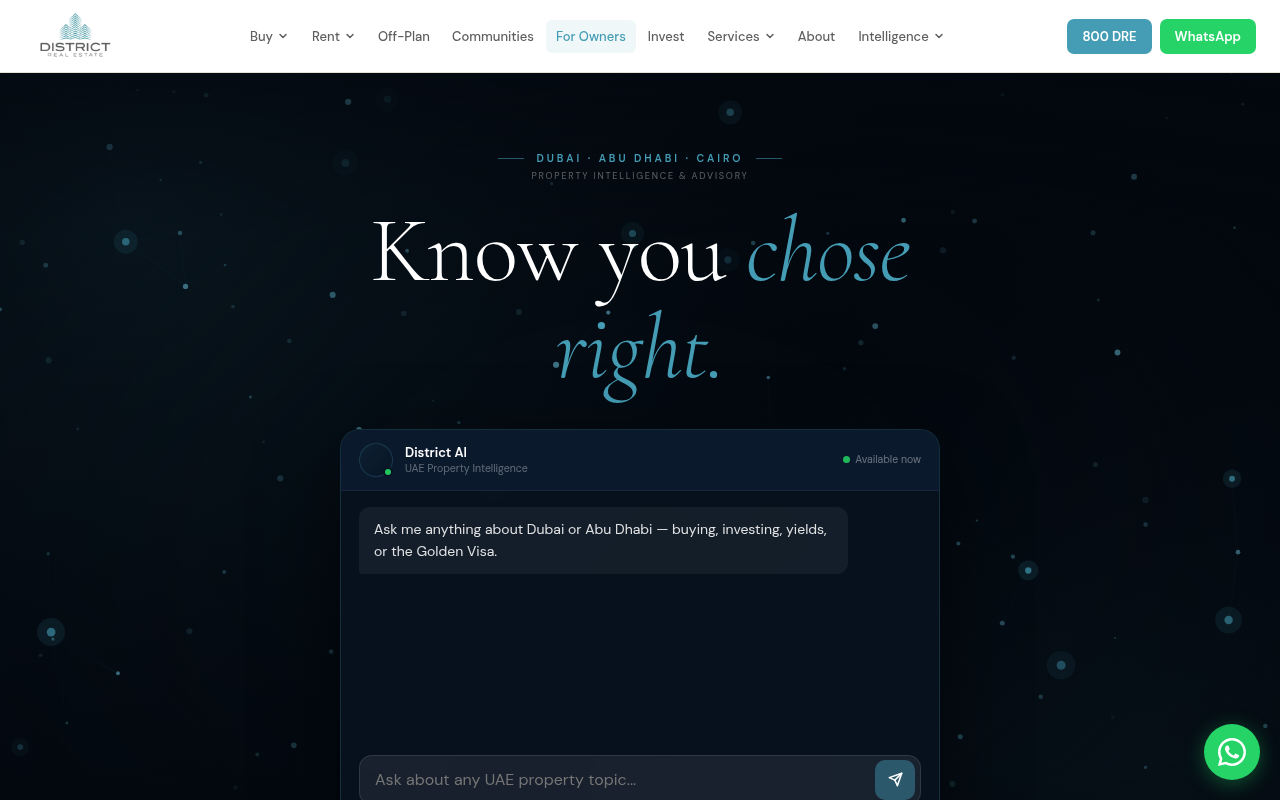 DISTRICT
REAL ESTATE
Buy
Rent
Off-Plan
Communities
For Owners
Invest
Services
About
Intelligence
800 DRE
WhatsApp
DUBAI · ABU DHABI · CAIRO
PROPERTY INTELLIGENCE & ADVISORY
Know you chose
right.
District AI
UAE Property Intelligence
Available now
Ask me anything about Dubai or Abu Dhabi — buying, investing, yields,
or the Golden Visa.
Ask about any UAE property topic...